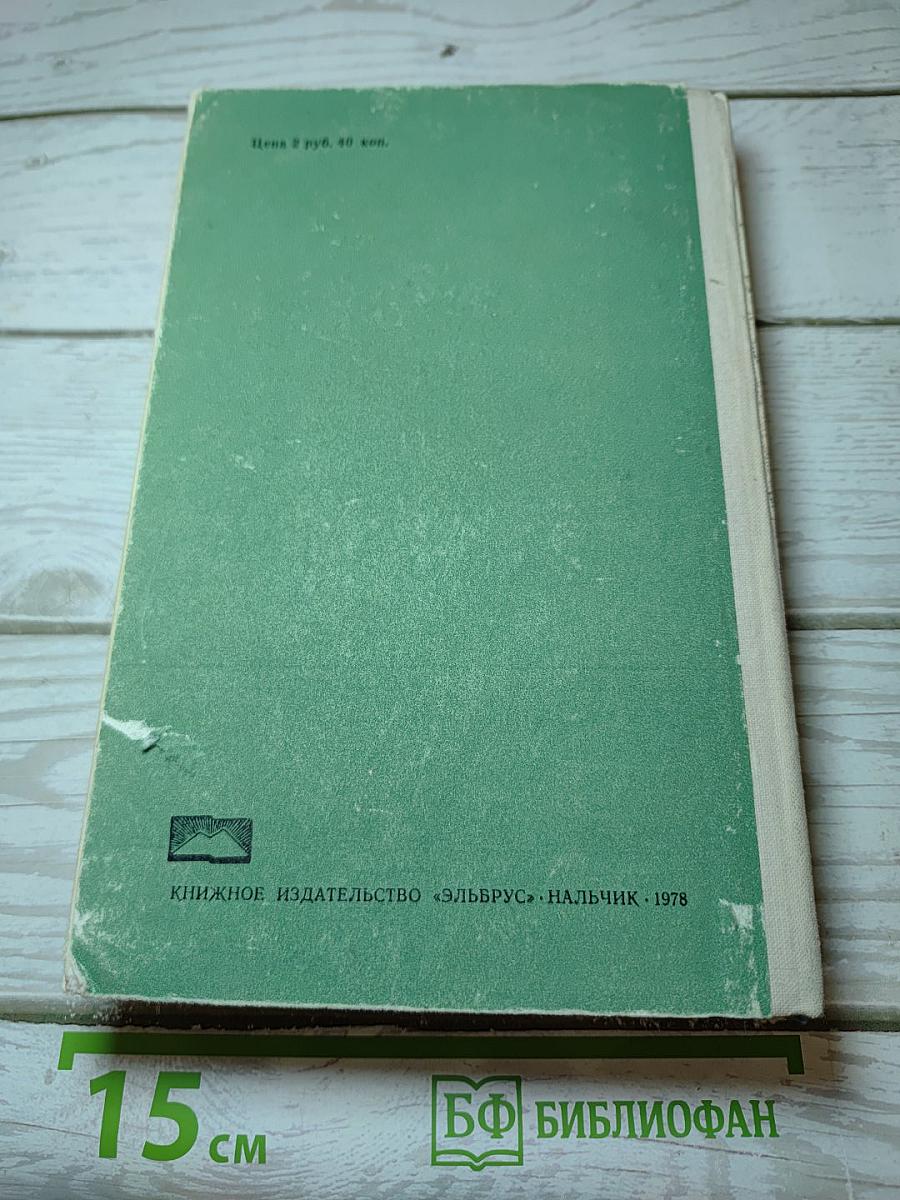 Цена 2 руб. 40 коп.
КНИЖНОЕ ИЗДАТЕЛЬСТВО «ЭЛЬБРУС» · НАЛЬЧИК · 1978
15 см
БФ БИБЛИОФАН